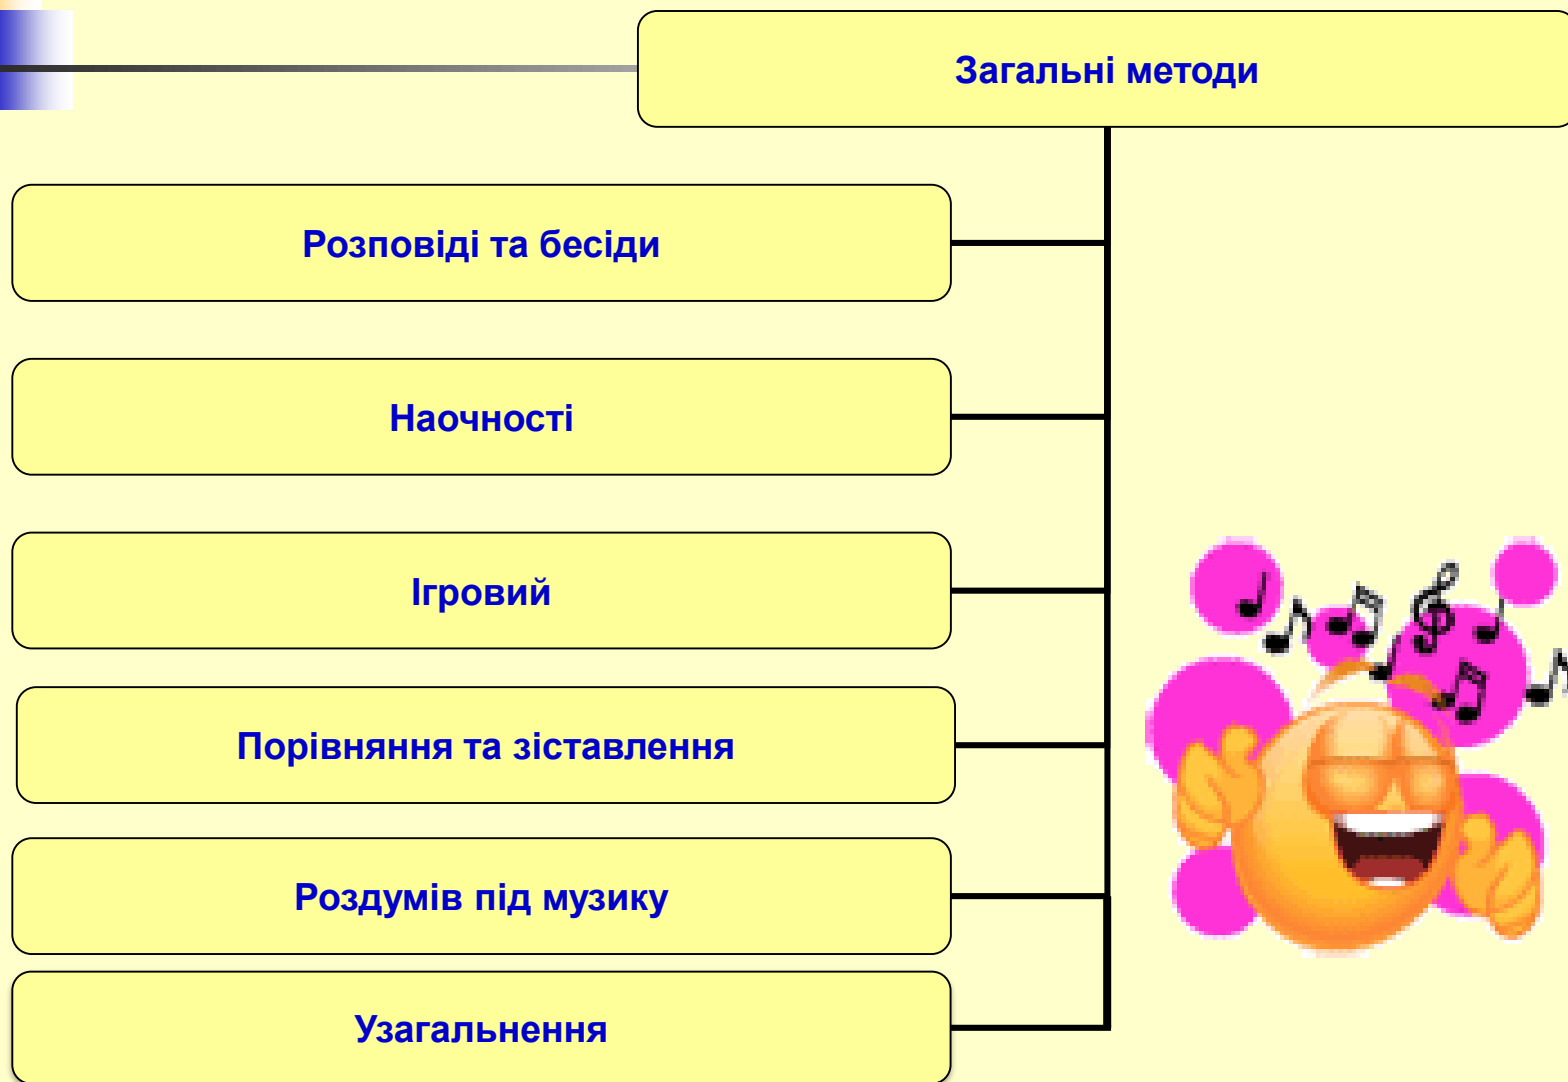 Загальні методи
Розповіді та бесіди
Наочності
Ігровий
Порівняння та зіставлення
Роздумів під музику
Узагальнення